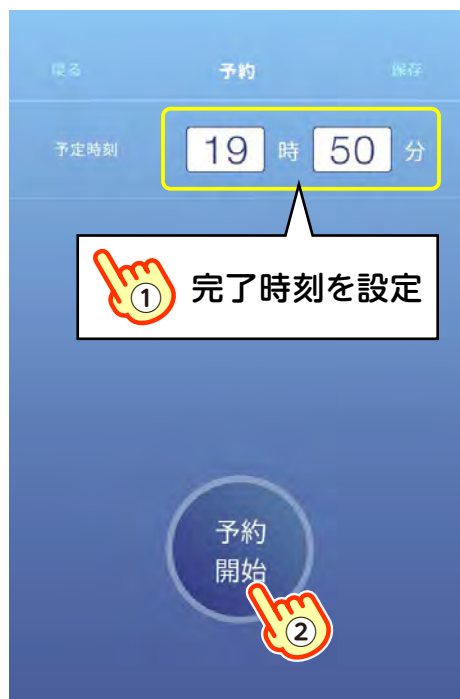 戻る 予約 保存
予定時刻 19 時 50 分
① 完了時刻を設定
予約
開始
②